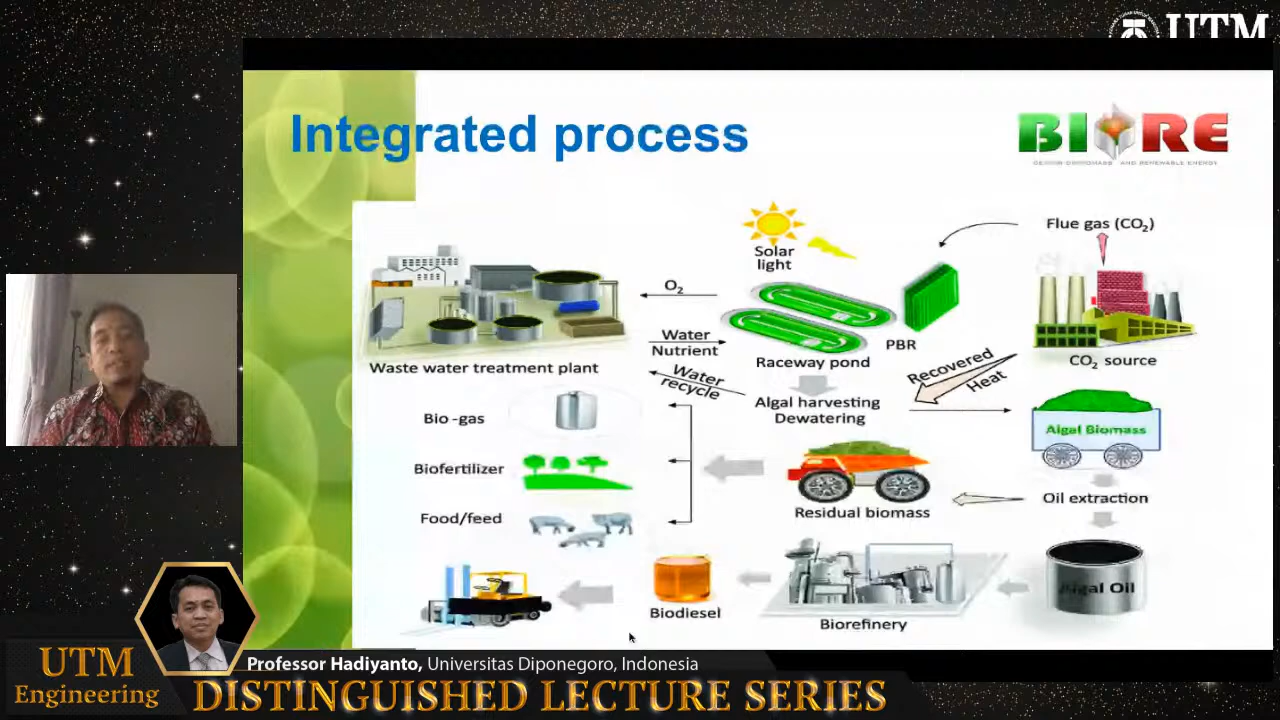 UTM
Integrated process
BIORE
Flue gas (CO₂)
Solar
light
O₂
Water
Nutrient
PBR
Waste water treatment plant
Raceway pond
CO₂ source
Recovered
Heat
Water
recycle
Algal harvesting
Dewatering
Bio -gas
Algal Biomass
Biofertilizer
Oil extraction
Residual biomass
Food/feed
Algal Oil
Biodiesel
Biorefinery
Professor Hadiyanto, Universitas Diponegoro, Indonesia
UTM
Engineering
DISTINGUISHED LECTURE SERIES